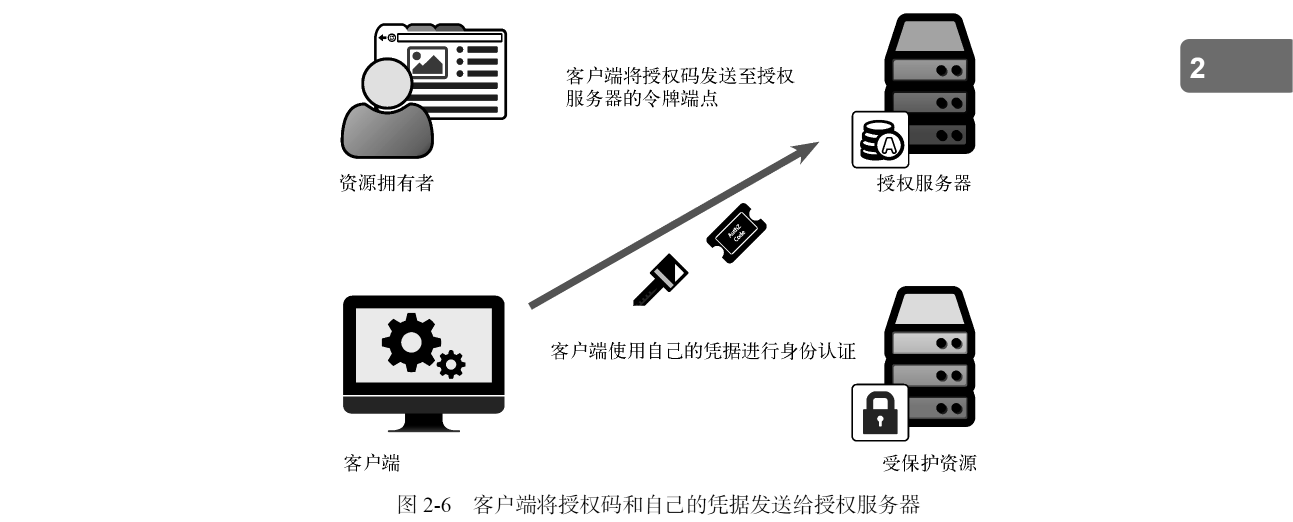 2
客户端将授权码发送至授权
服务器的令牌端点
资源拥有者
授权服务器
AuthZ
Code
客户端使用自己的凭据进行身份认证
客户端
受保护资源
图 2-6 客户端将授权码和自己的凭据发送给授权服务器